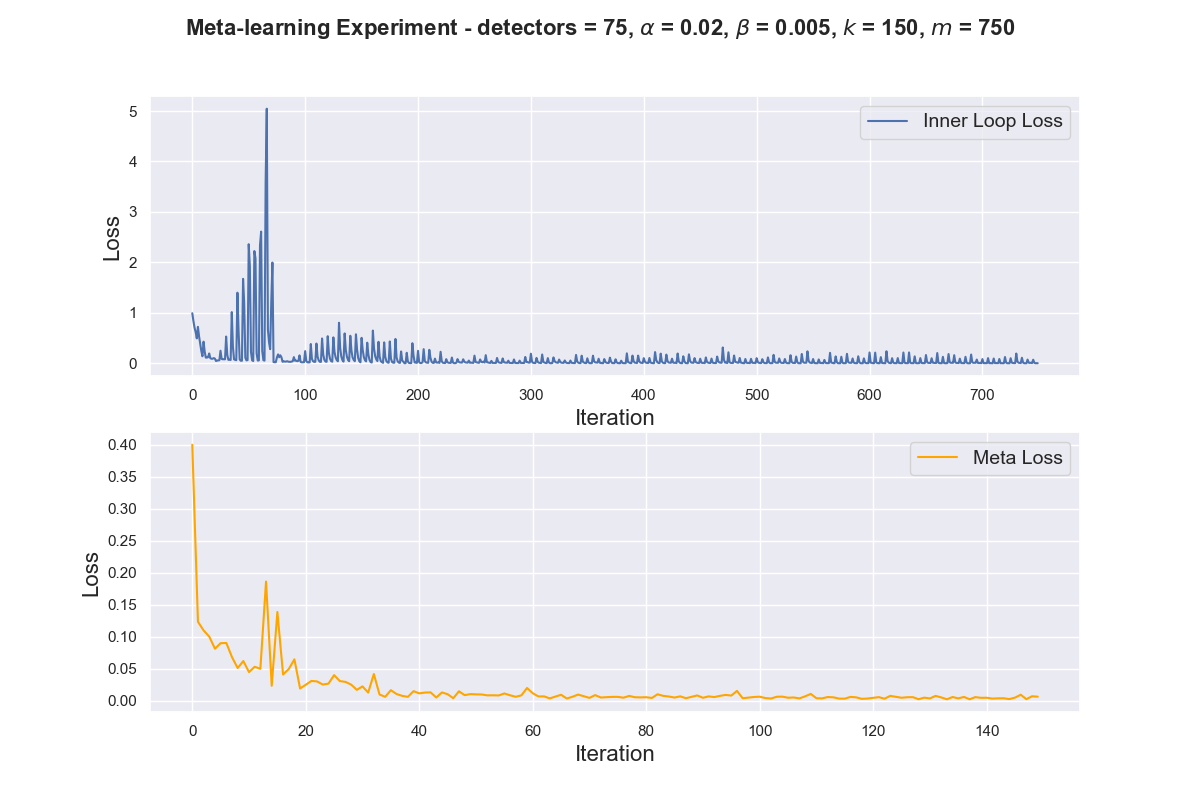 Meta-learning Experiment - detectors = 75, α = 0.02, β = 0.005, k = 150, m = 750
Inner Loop Loss
5
4
3
2
1
0
Loss
0 100 200 300 400 500 600 700
Iteration
Meta Loss
0.40
0.35
0.30
0.25
0.20
0.15
0.10
0.05
0.00
Loss
0 20 40 60 80 100 120 140
Iteration